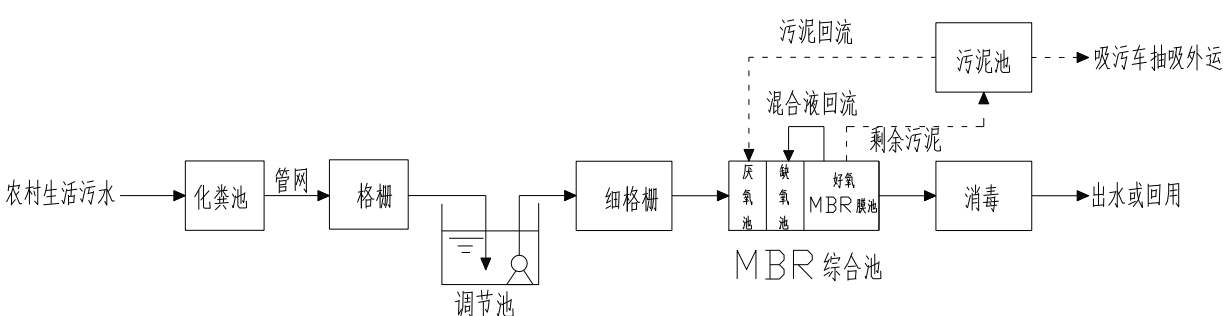 污泥回流
污泥池
吸污车抽吸外运
混合液回流
剩余污泥
农村生活污水
化粪池
管网
格栅
细格栅
厌氧池
缺氧池
好氧
MBR膜池
消毒
出水或回用
MBR综合池
调节池